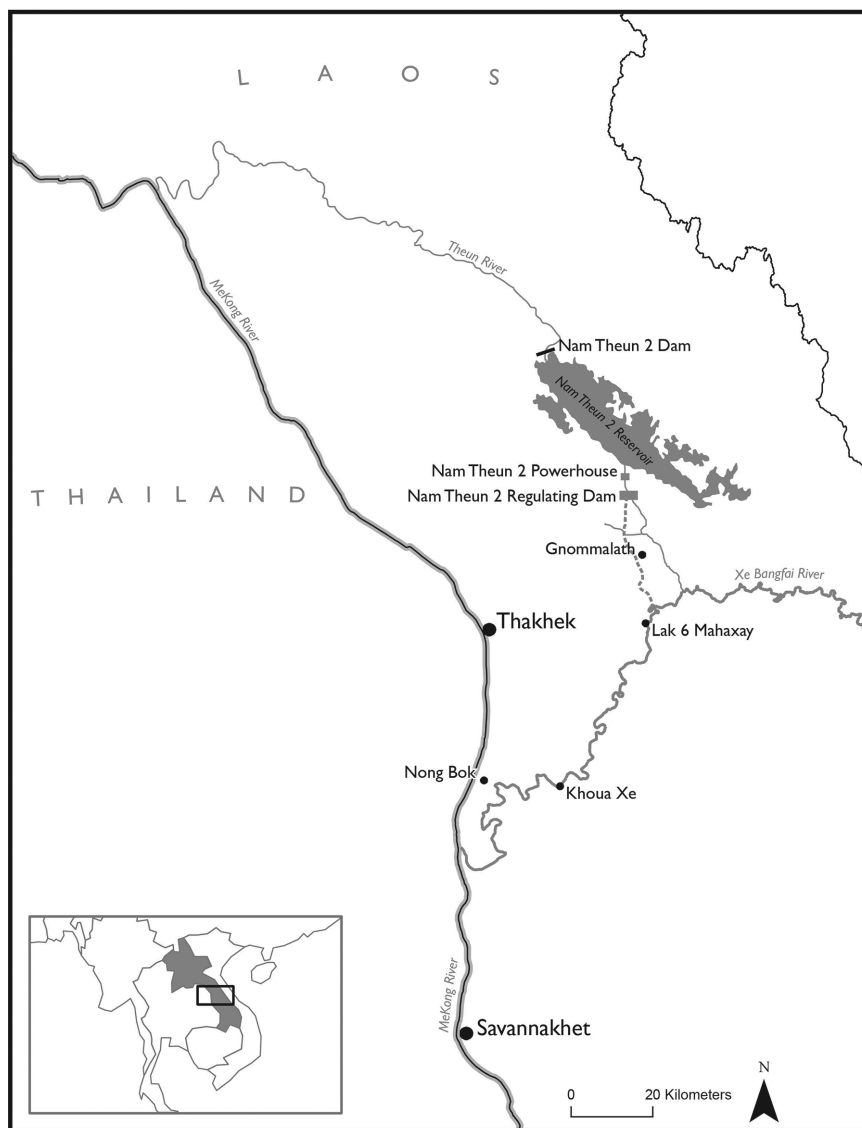 L A O S
Theun River
MeKong River
Nam Theun 2 Dam
Nam Theun 2 Reservoir
Nam Theun 2 Powerhouse
THAILAND
Nam Theun 2 Regulating Dam
Gnommalath
Xe Bangfai River
Thakhek
Lak 6 Mahaxay
Nong Bok
Khoua Xe
MeKong River
Savannakhet
N
0 20 Kilometers